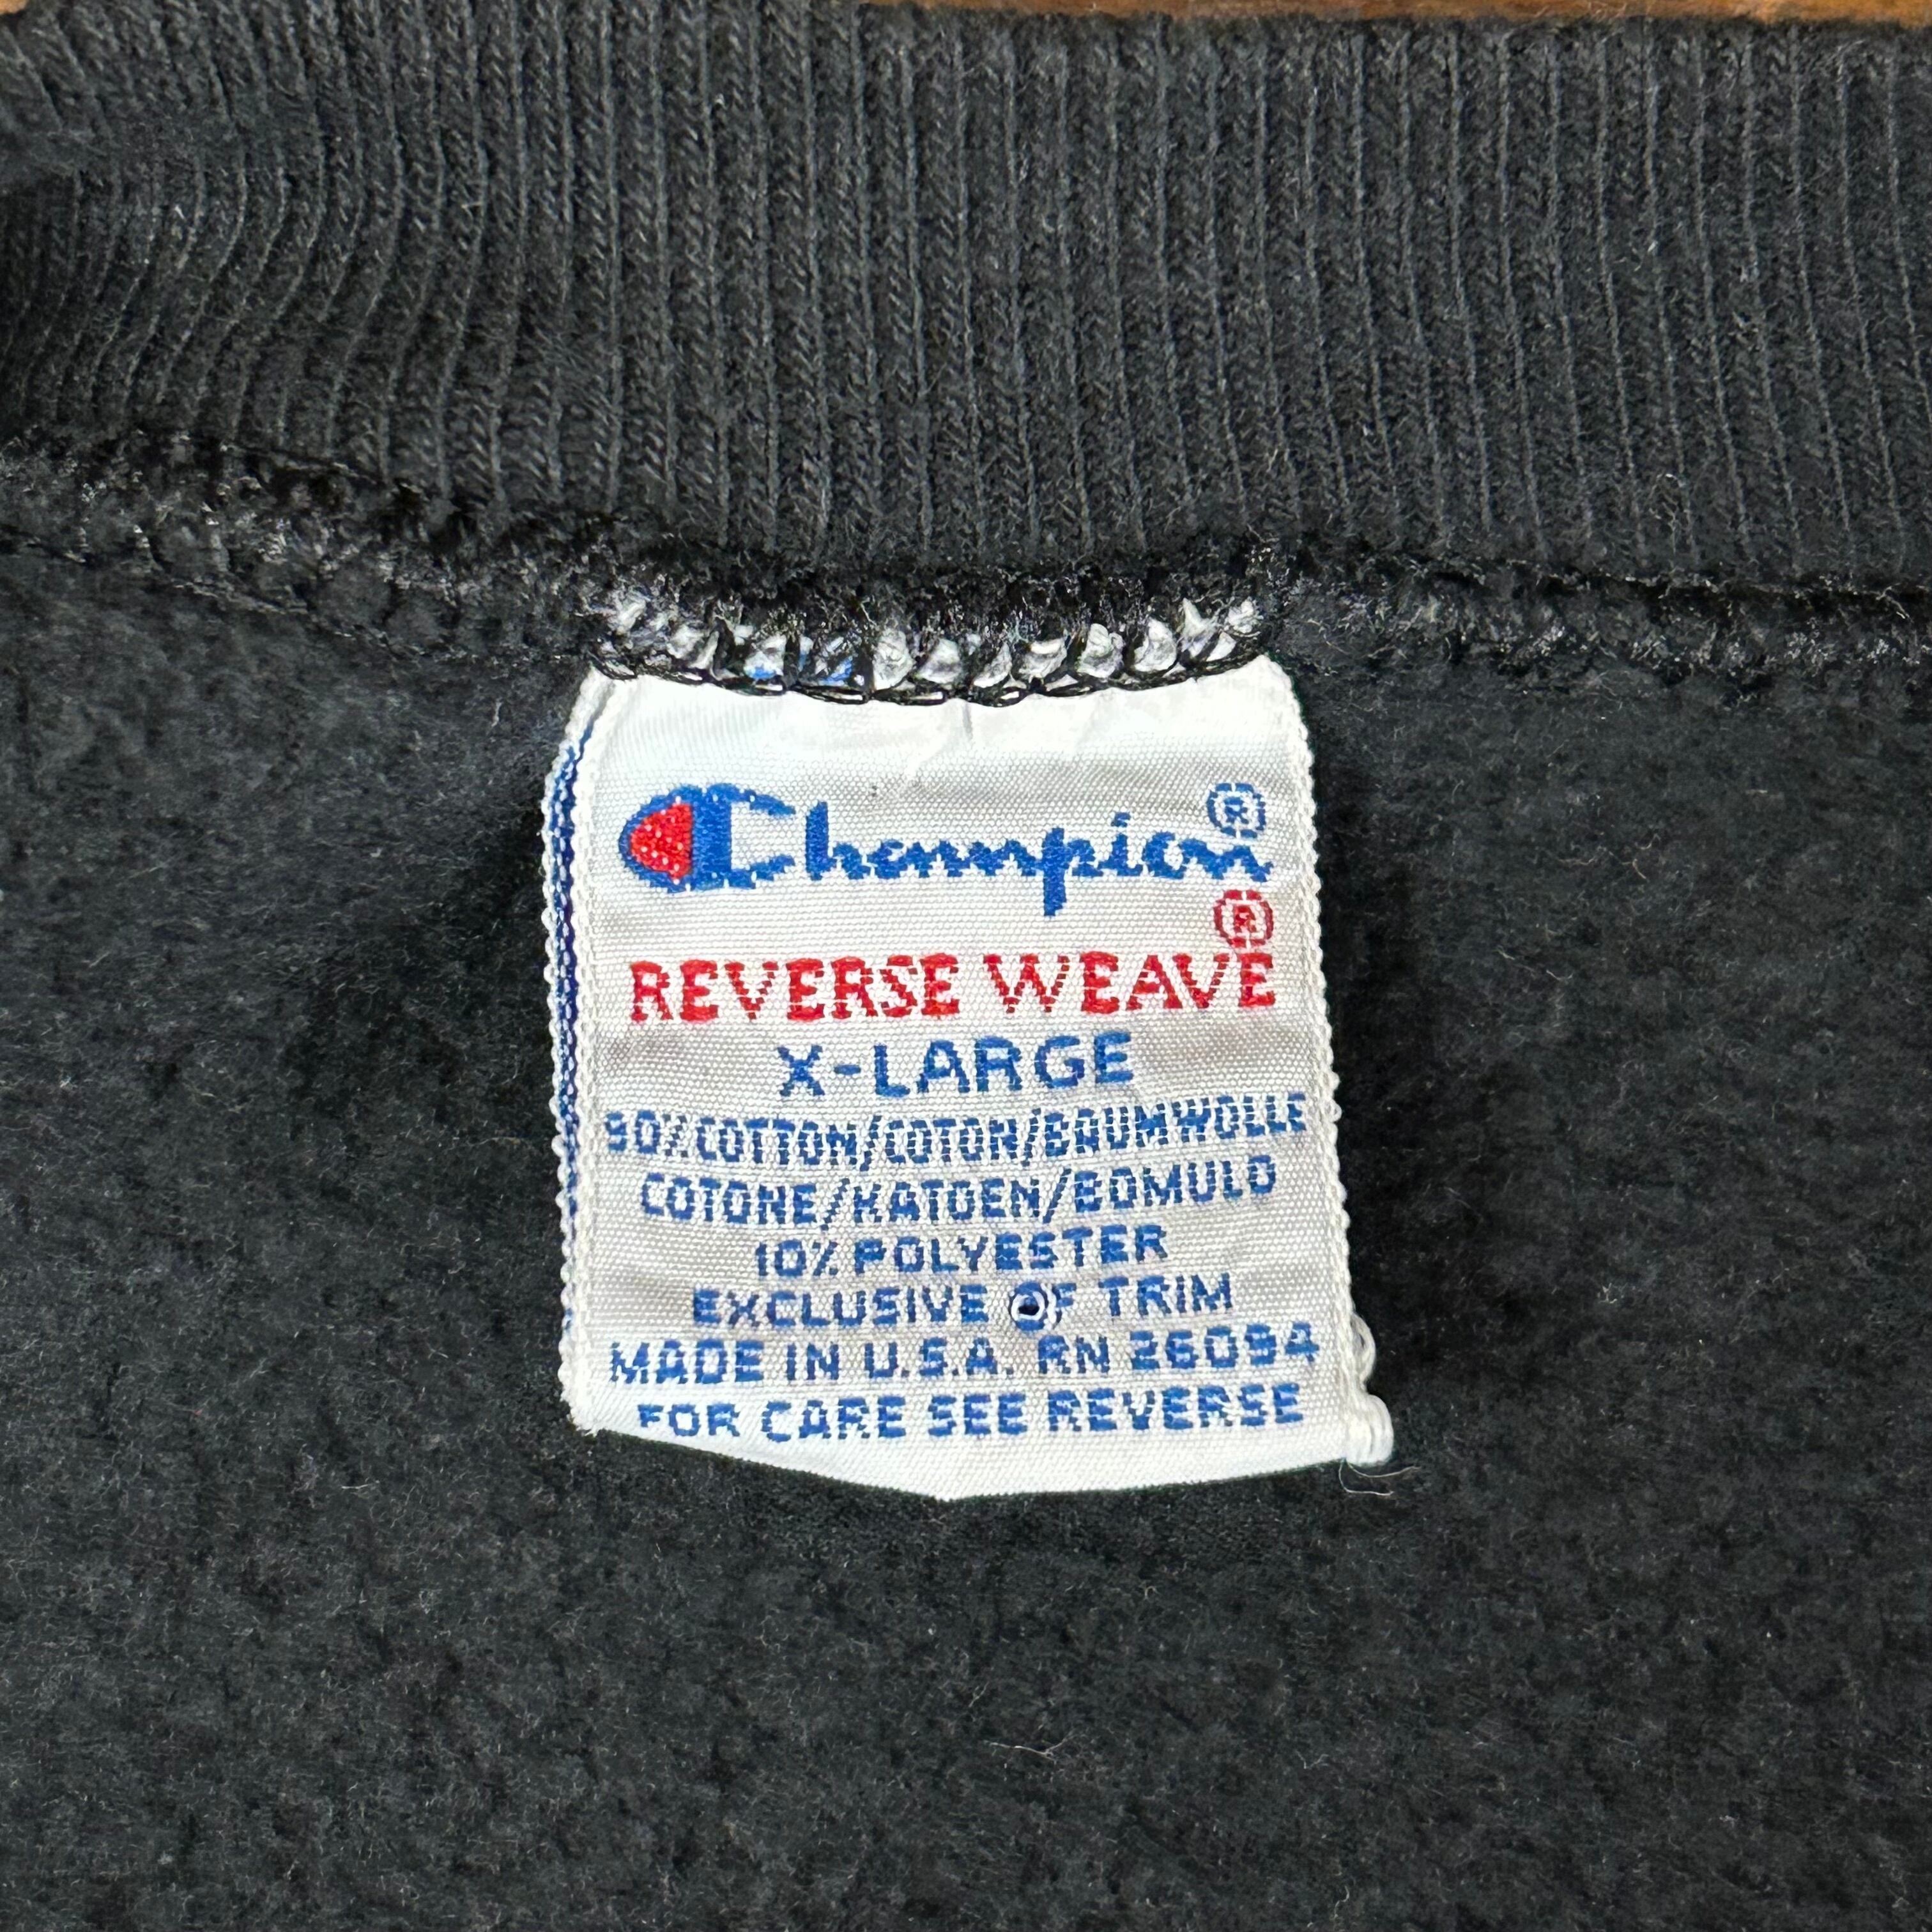 Champion®
REVERSE WEAVE®
X-LARGE
90%COTTON/COTON/BAUMWOLLE
COTONE/KATOEN/BOMULD
10% POLYESTER
EXCLUSIVE OF TRIM
MADE IN U.S.A. RN 26094
FOR CARE SEE REVERSE